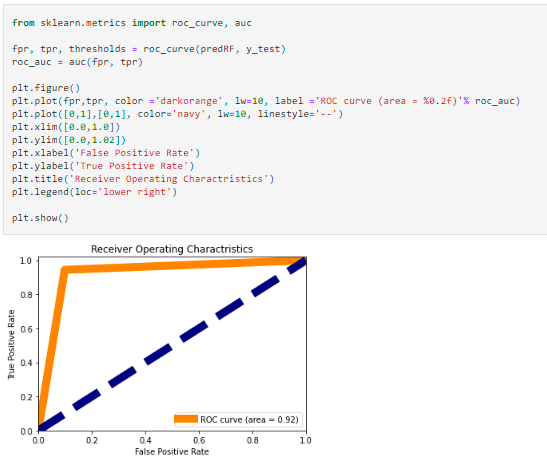 from sklearn.metrics import roc_curve, auc
fpr, tpr, thresholds = roc_curve(predRF, y_test)
roc_auc = auc(fpr, tpr)
plt.figure()
plt.plot(fpr,tpr, color ='darkorange', lw=10, label ='ROC curve (area = %0.2f)'% roc_auc)
plt.plot([0,1],[0,1], color='navy', lw=10, linestyle='--')
plt.xlim([0.0,1.0])
plt.ylim([0.0,1.02])
plt.xlabel('False Positive Rate')
plt.ylabel('True Positive Rate')
plt.title('Receiver Operating Charactristics')
plt.legend(loc='lower right')
plt.show()
Receiver Operating Charactristics
True Positive Rate
1.0
0.8
0.6
0.4
0.2
0.0
ROC curve (area = 0.92)
0.0 0.2 0.4 0.6 0.8 1.0
False Positive Rate